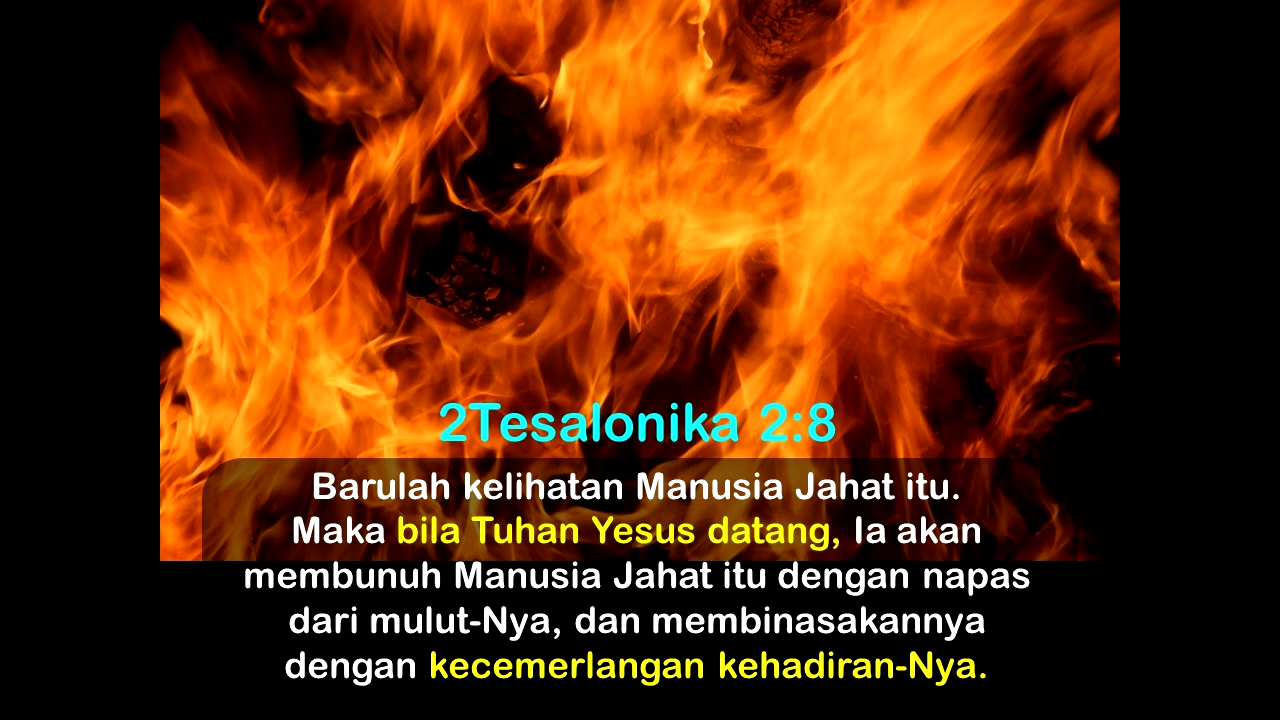 2Tesalonika 2:8
Barulah kelihatan Manusia Jahat itu.
Maka bila Tuhan Yesus datang, Ia akan
membunuh Manusia Jahat itu dengan napas
dari mulut-Nya, dan membinasakannya
dengan kecemerlangan kehadiran-Nya.